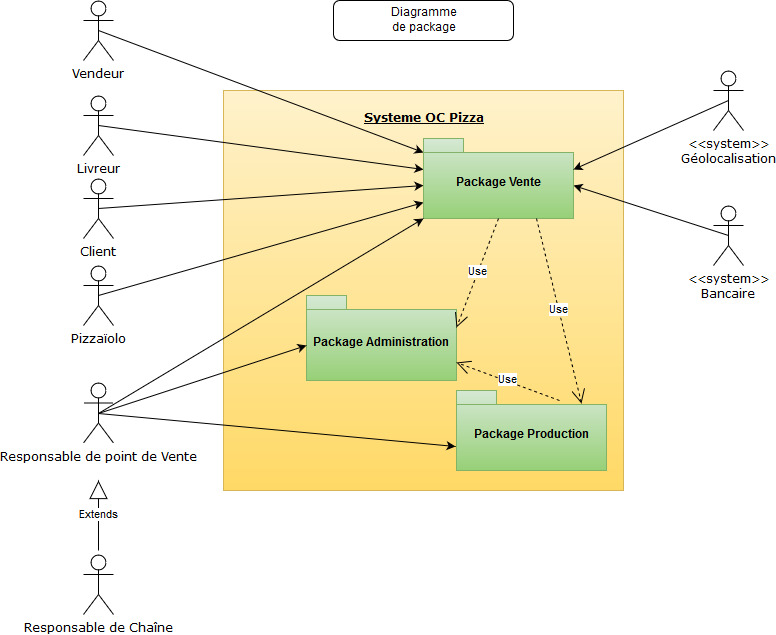 Diagramme
de package
Vendeur
Systeme OC Pizza
Livreur
Package Vente
<<system>>
Géolocalisation
Client
Use
<<system>>
Bancaire
Pizzaïolo
Use
Package Administration
Use
Package Production
Responsable de point de Vente
Extends
Responsable de Chaîne